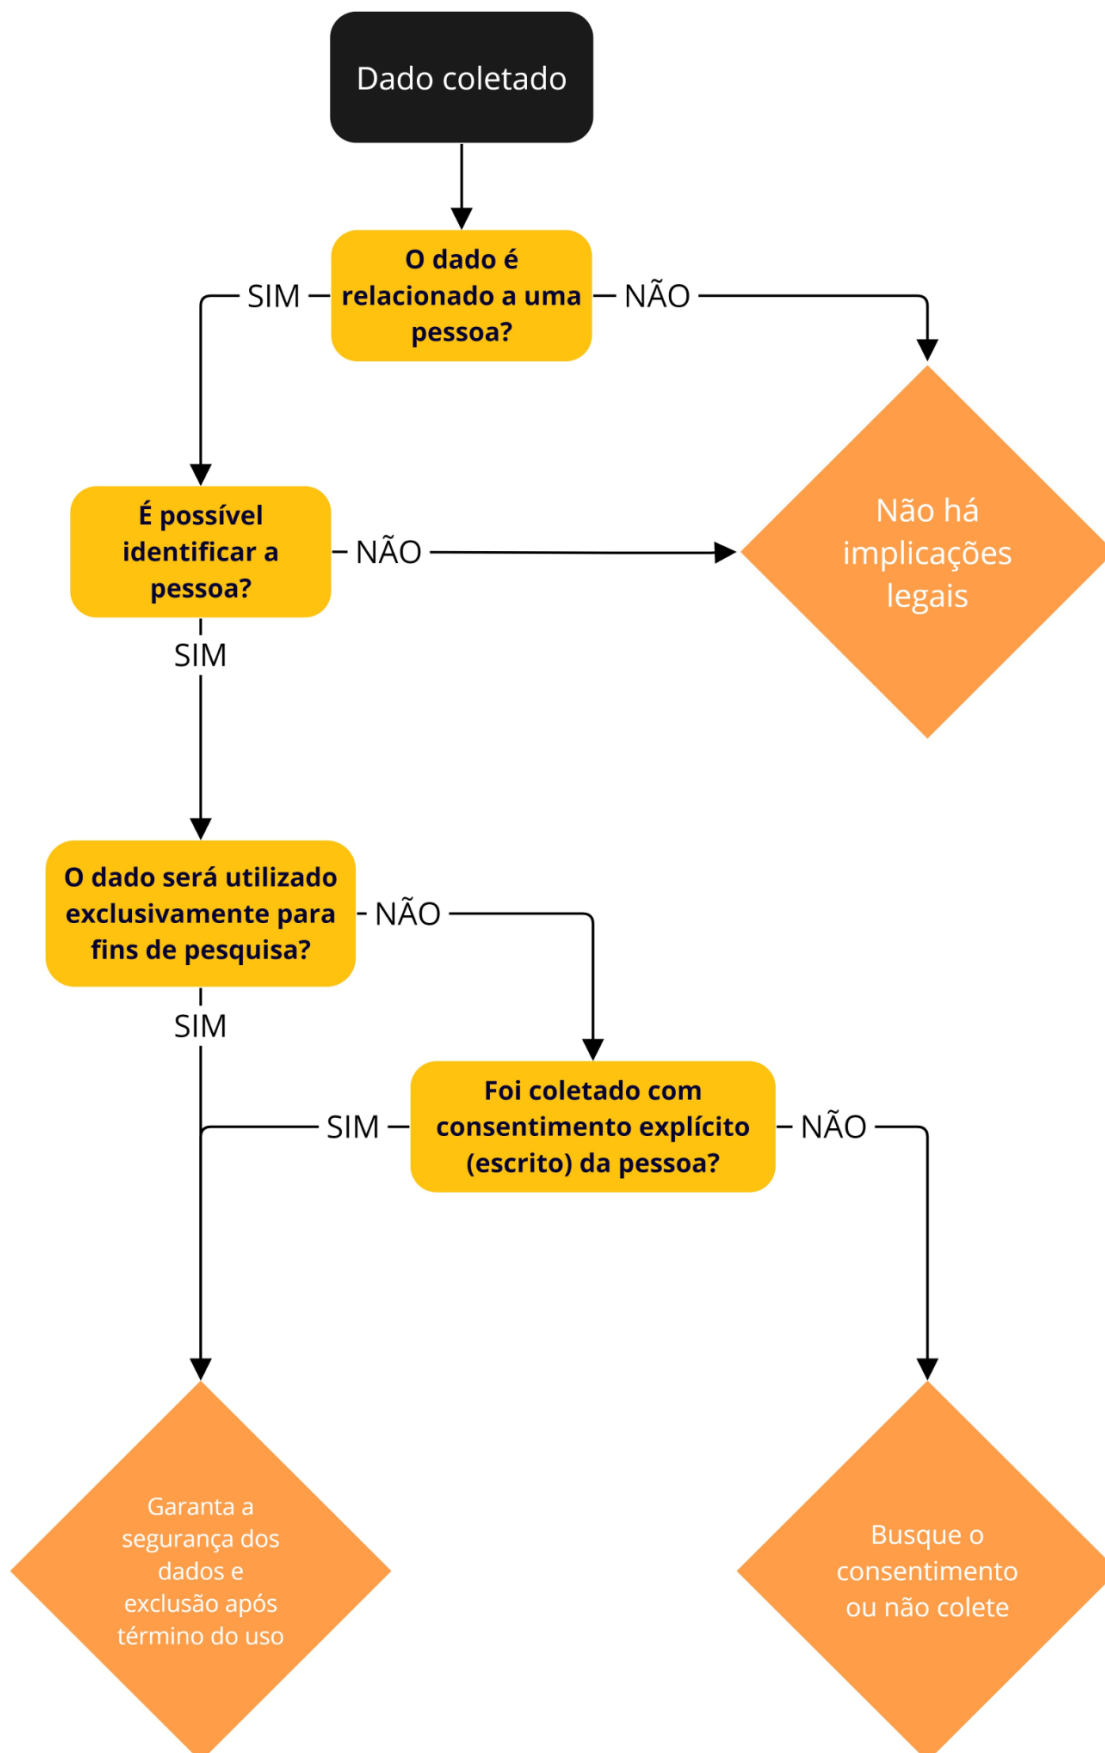 Dado coletado
O dado é
relacionado a uma
pessoa?
SIM
NÃO
É possível
identificar a
pessoa?
NÃO
Não há
implicações
legais
SIM
O dado será utilizado
exclusivamente para
fins de pesquisa?
NÃO
SIM
Foi coletado com
consentimento explícito
(escrito) da pessoa?
SIM
NÃO
Garanta a
segurança dos
dados e
exclusão após
término do uso
Busque o
consentimento
ou não colete